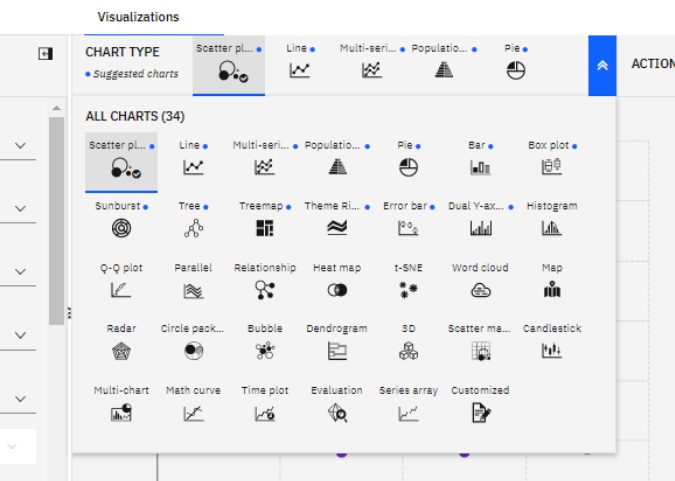 Visualizations
CHART TYPE
• Suggested charts
Scatter pl... Line Multi-seri... Populatio... Pie
ACTION
ALL CHARTS (34)
Scatter pl... Line Multi-seri... Populatio... Pie Bar Box plot
Sunburst Tree Treemap Theme Ri... Error bar Dual Y-ax... Histogram
Q-Q plot Parallel Relationship Heat map t-SNE Word cloud Map
Radar Circle pack... Bubble Dendrogram 3D Scatter ma... Candlestick
Multi-chart Math curve Time plot Evaluation Series array Customized